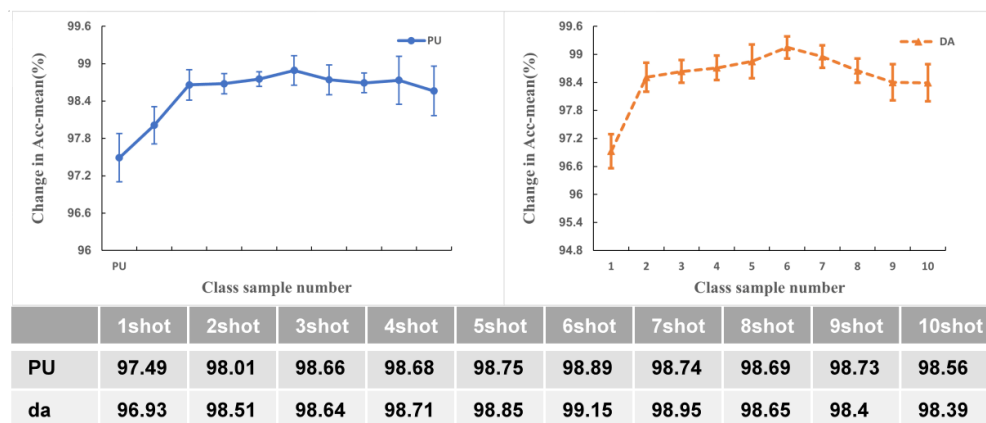 99.6
99
98.4
97.8
97.2
96.6
96
Change in Acc-mean(%)
PU
PU
Class sample number
99.6
99
98.4
97.8
97.2
96.6
96
95.4
94.8
Change in Acc-mean(%)
DA
1 2 3 4 5 6 7 8 9 10
Class sample number
1shot 2shot 3shot 4shot 5shot 6shot 7shot 8shot 9shot 10shot
PU 97.49 98.01 98.66 98.68 98.75 98.89 98.74 98.69 98.73 98.56
da 96.93 98.51 98.64 98.71 98.85 99.15 98.95 98.65 98.4 98.39